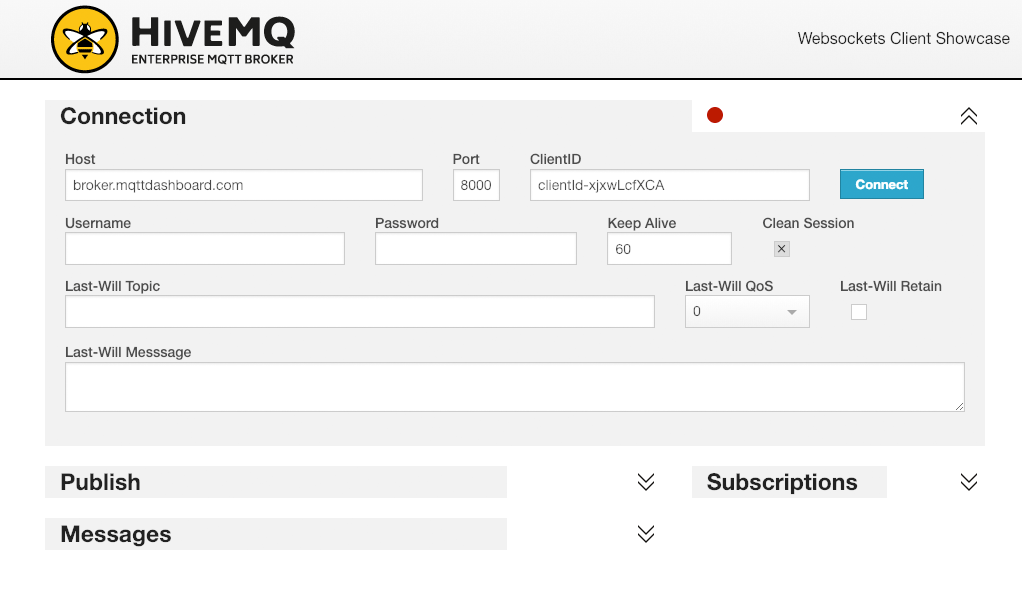 HIVEMQ
ENTERPRISE MQTT BROKER
Websockets Client Showcase
Connection
Host Port ClientID
broker.mqttdashboard.com 8000 clientId-xjxwLcfXCA Connect
Username Password Keep Alive Clean Session
60
Last-Will Topic Last-Will QoS Last-Will Retain
0
Last-Will Messsage
Publish Subscriptions
Messages